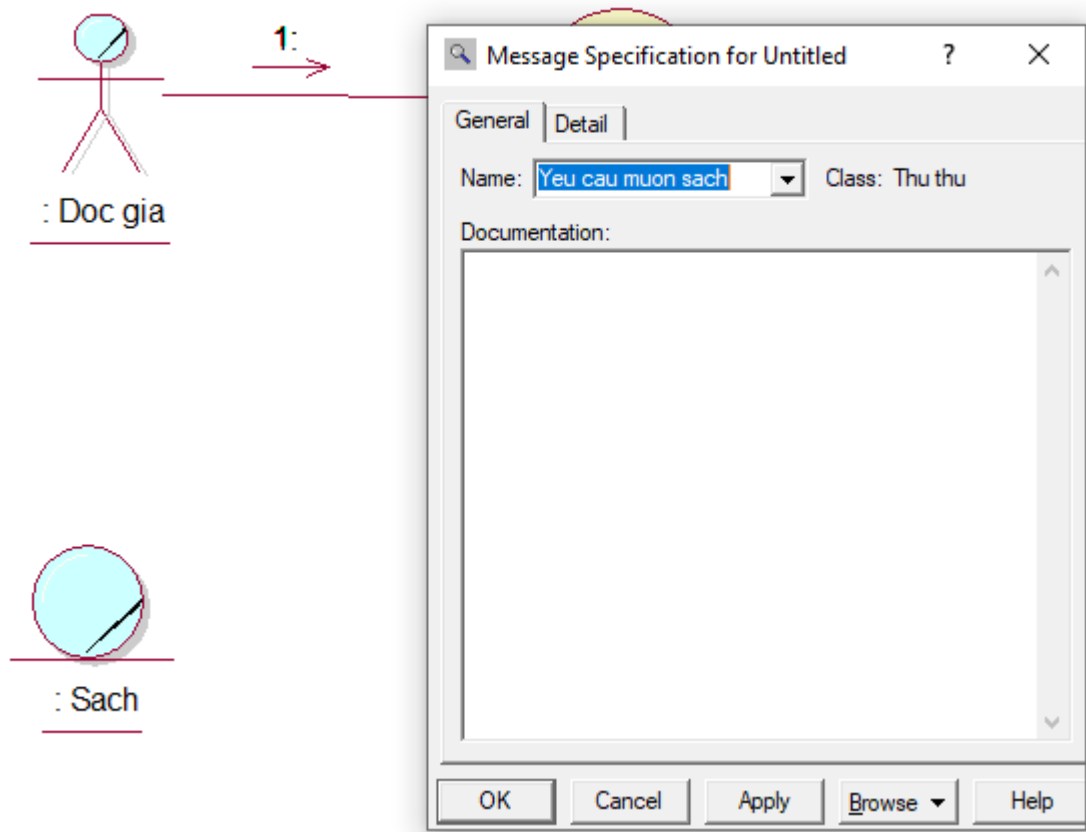 1:
: Doc gia
: Sach
Message Specification for Untitled ? ×
General Detail
Name: Yeu cau muon sach Class: Thu thu
Documentation:
OK Cancel Apply Browse Help